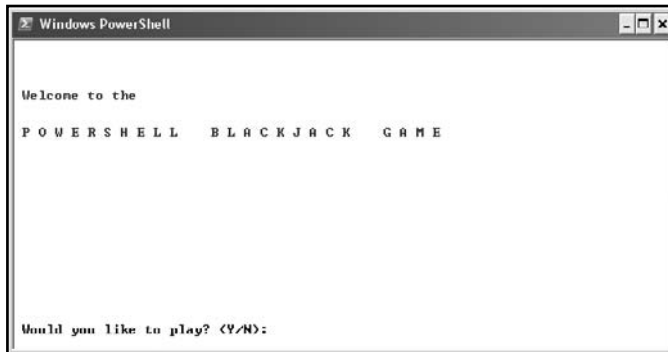 Windows PowerShell
Welcome to the
P O W E R S H E L L   B L A C K J A C K   G A M E
Would you like to play? (Y/N):